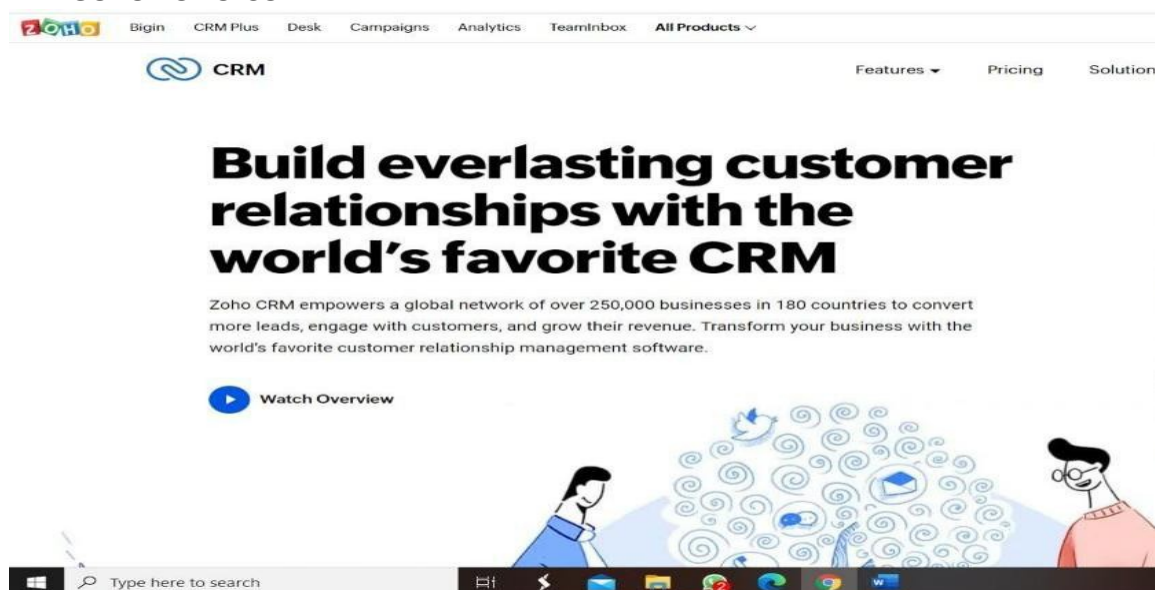 ZOHO Bigin CRM Plus Desk Campaigns Analytics TeamInbox All Products
CRM Features Pricing Solution
Build everlasting customer
relationships with the
world's favorite CRM
Zoho CRM empowers a global network of over 250,000 businesses in 180 countries to convert
more leads, engage with customers, and grow their revenue. Transform your business with the
world's favorite customer relationship management software.
Watch Overview
Type here to search 2 W